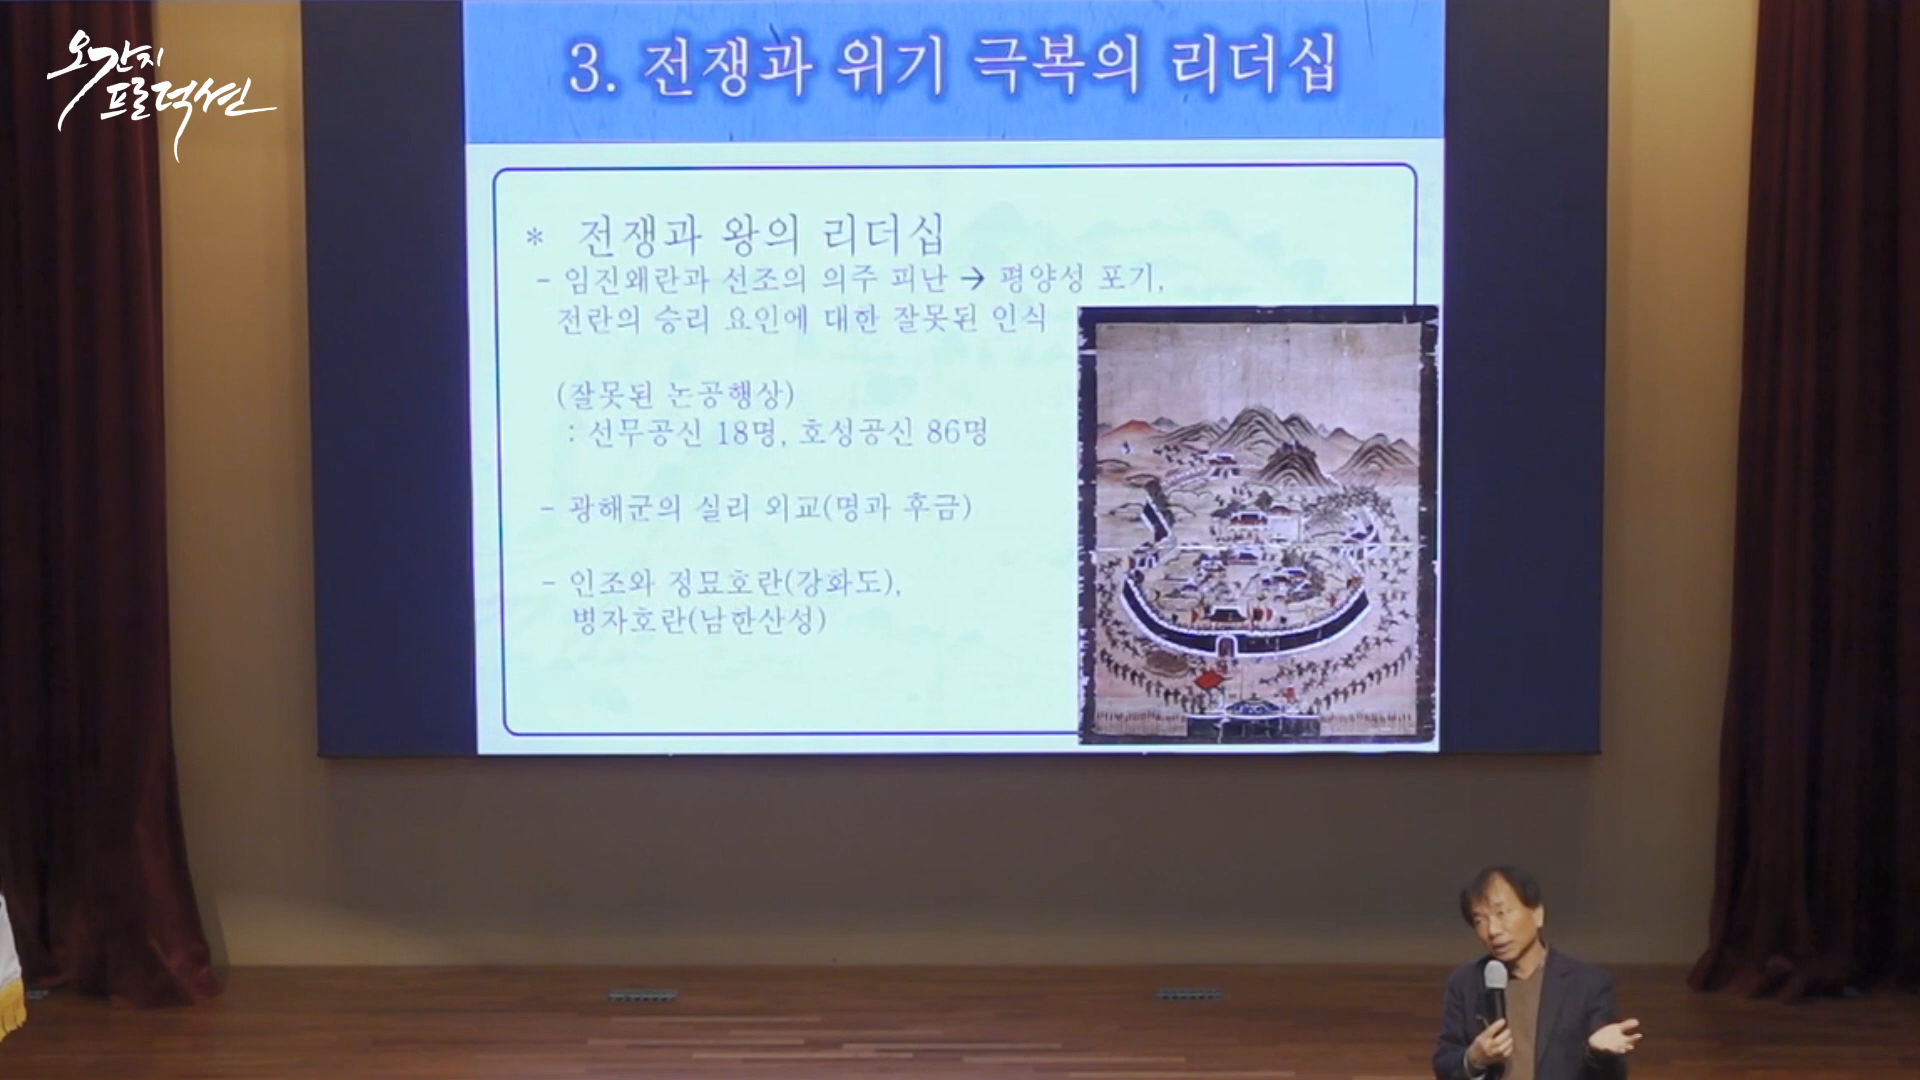 오간지
프로덕션
3. 전쟁과 위기 극복의 리더십
* 전쟁과 왕의 리더십
- 임진왜란과 선조의 의주 피난 → 평양성 포기,
전란의 승리 요인에 대한 잘못된 인식
(잘못된 논공행상)
: 선무공신 18명, 호성공신 86명
- 광해군의 실리 외교(명과 후금)
- 인조와 정묘호란(강화도),
병자호란(남한산성)